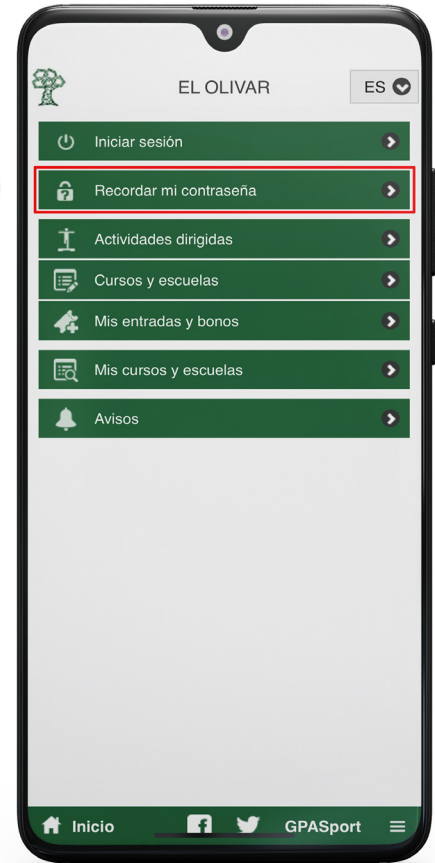 EL OLIVAR
ES
Iniciar sesión
Recordar mi contraseña
Actividades dirigidas
Cursos y escuelas
Mis entradas y bonos
Mis cursos y escuelas
Avisos
Inicio GPASport